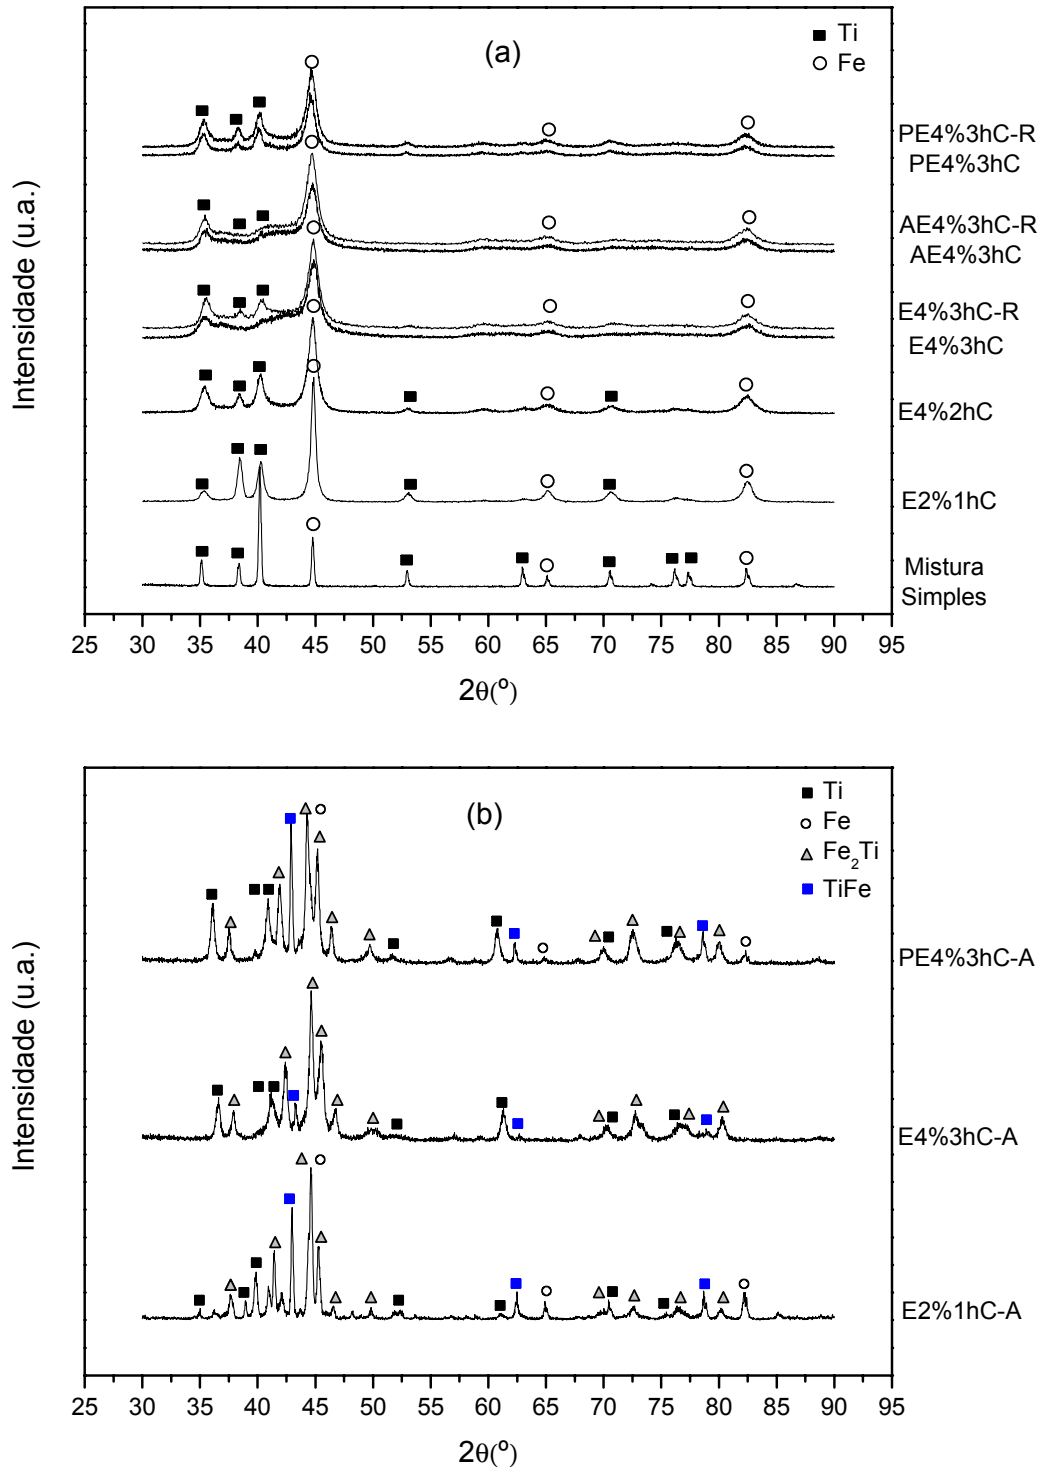 (a)
Ti
Fe
Intensidade (u.a.)
PE4%3hC-R
PE4%3hC
AE4%3hC-R
AE4%3hC
E4%3hC-R
E4%3hC
E4%2hC
E2%1hC
Mistura
Simples
25 30 35 40 45 50 55 60 65 70 75 80 85 90 95
2θ(º)
(b)
Ti
Fe
Fe2Ti
TiFe
Intensidade (u.a.)
PE4%3hC-A
E4%3hC-A
E2%1hC-A
25 30 35 40 45 50 55 60 65 70 75 80 85 90 95
2θ(º)